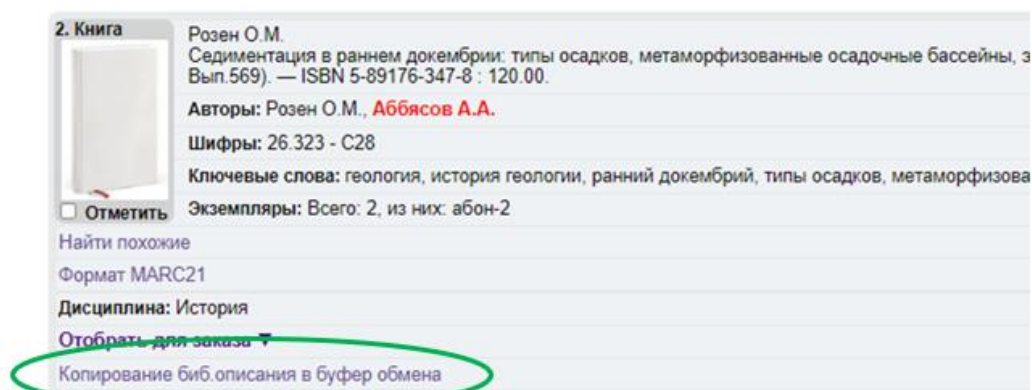 2. Книга
Розен О.М.
Седиментация в раннем докембрии: типы осадков, метаморфизованные осадочные бассейны,
Вып.569). — ISBN 5-89176-347-8 : 120.00.
Авторы: Розен О.М., Аббясов А.А.
Шифры: 26.323 - С28
Ключевые слова: геология, история геологии, ранний докембрий, типы осадков, метаморфизова
Экземпляры: Всего: 2, из них: абон-2
Отметить
Найти похожие
Формат MARC21
Дисциплина: История
Отобрать для заказа ▼
Копирование биб.описания в буфер обмена